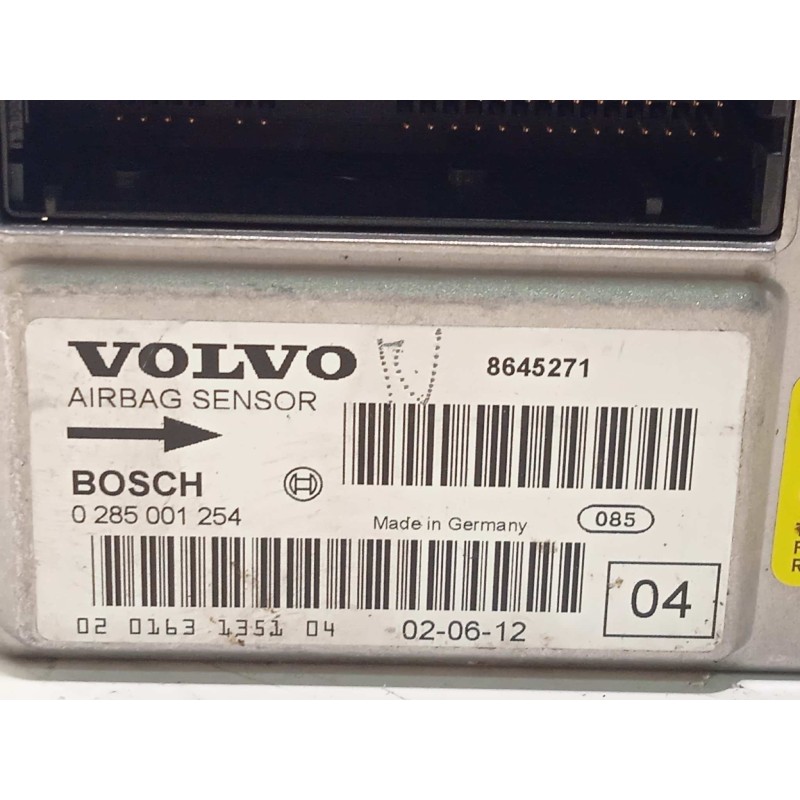 VOLVO
8645271
AIRBAG SENSOR
BOSCH
0 285 001 254
Made in Germany
085
04
02 0163 1351 04
02-06-12